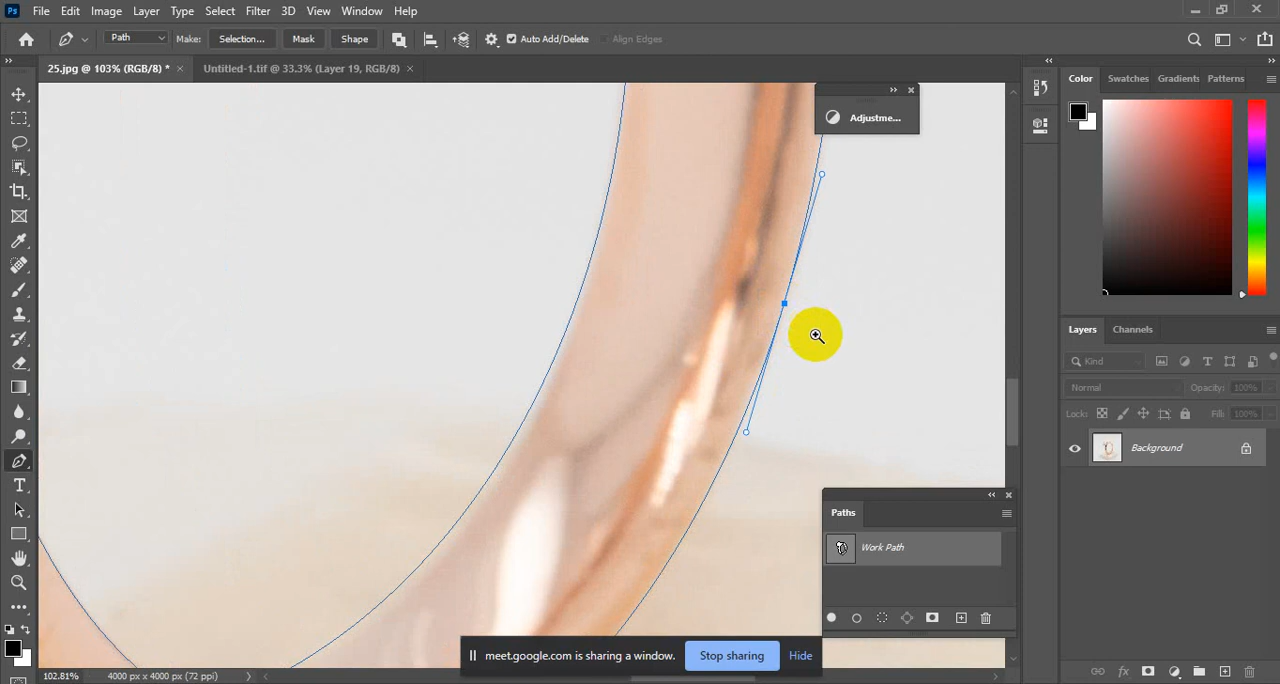 Ps File Edit Image Layer Type Select Filter 3D View Window Help
Path Make: Selection... Mask Shape Auto Add/Delete Align Edges
25.jpg @ 103% (RGB/8) * × Untitled-1.tif @ 33.3% (Layer 19, RGB/8) ×
Adjustme...
Color Swatches Gradients Patterns
Layers Channels
Kind
Normal Opacity: 100%
Lock: Fill: 100%
Background
Paths
Work Path
meet.google.com is sharing a window. Stop sharing Hide
102.81% 4000 px x 4000 px (72 ppi)